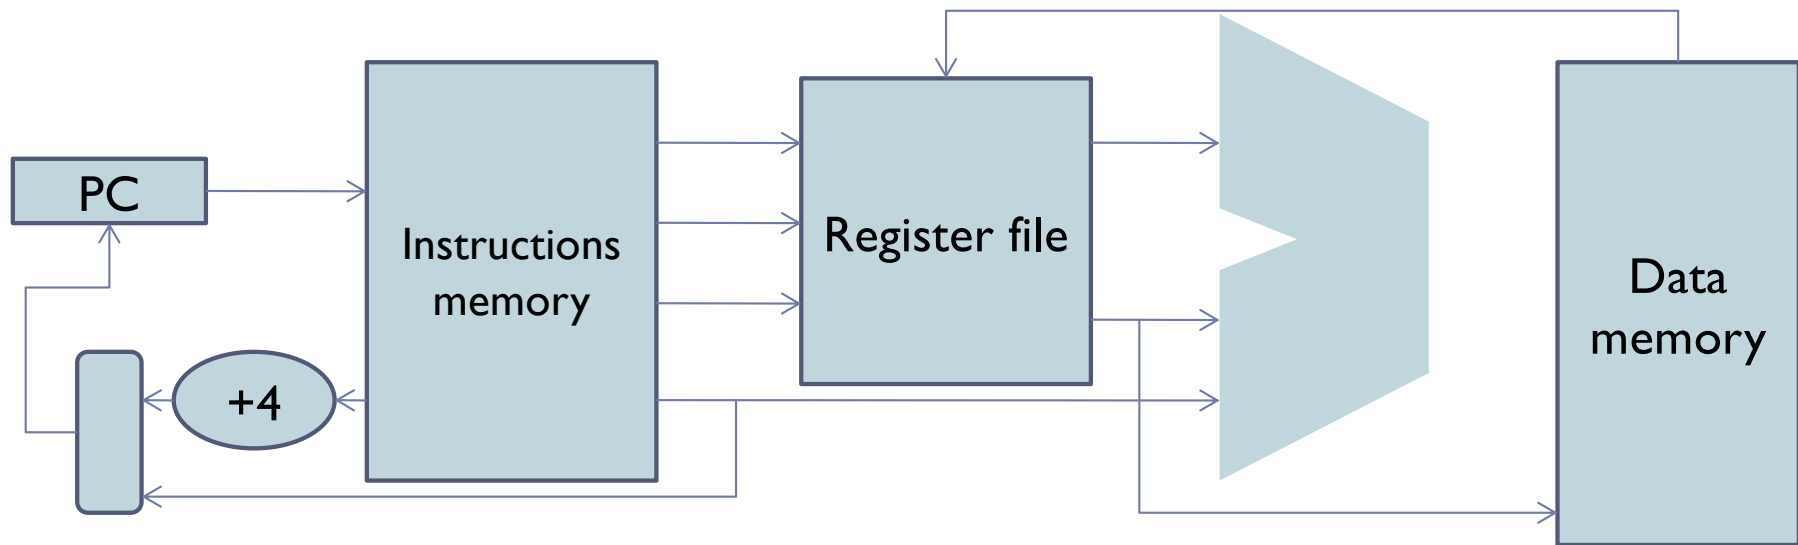 PC
Instructions
memory
Register file
Data
memory
+4